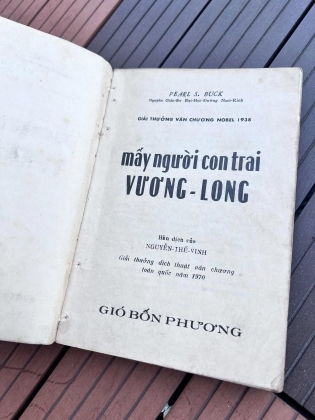 PEARL S. BUCK
Nguyên Giáo-Sư Đại-Học-Đường Nam-Kinh
GIẢI THƯỞNG VĂN CHƯƠNG NOBEL 1938
mấy người con trai
VƯƠNG - LONG
Bản dịch của
NGUYỄN-THẾ-VINH
Giải thưởng dịch thuật văn chương
toàn quốc năm 1970
GIÓ BỐN PHƯƠNG